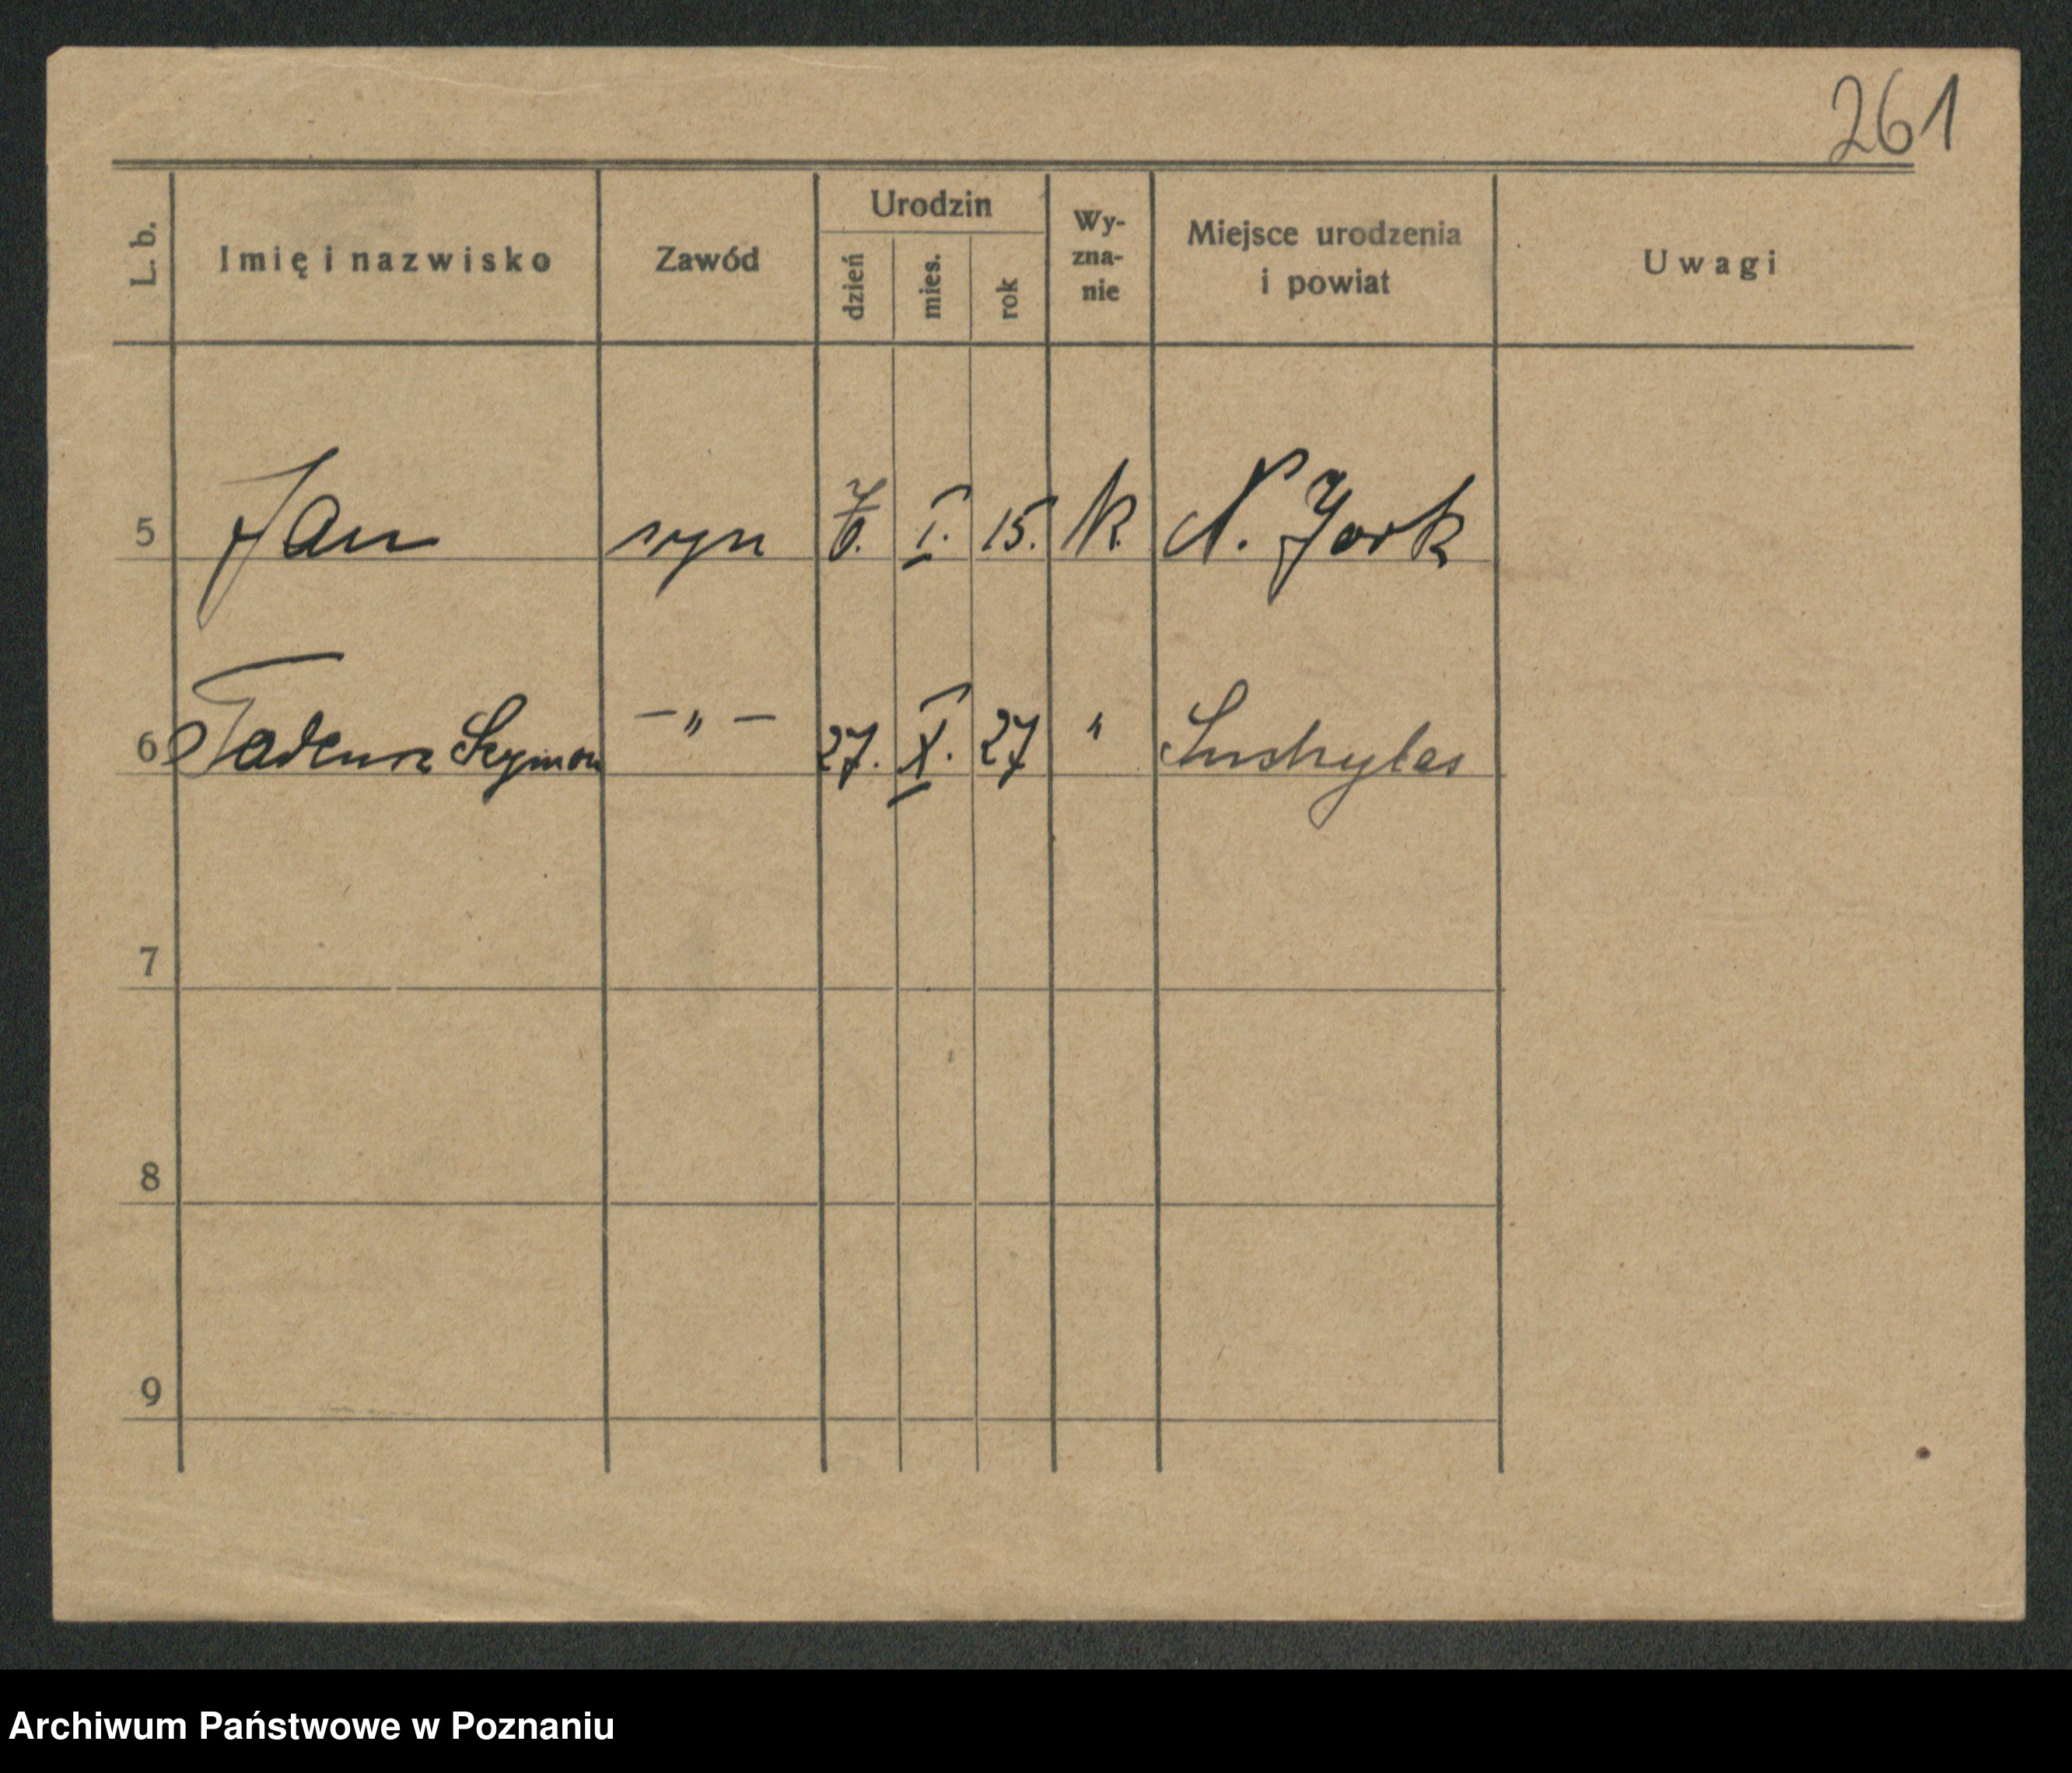 261
L. b. Imię i nazwisko Zawód Urodzin dzień mies. rok Wy-zna-nie Miejsce urodzenia i powiat Uwagi
5 Jan syn I. 15. K. N. York
6 Tadeusz Szymon -"- 27. X. 27 "
7
8
9
Archiwum Państwowe w Poznaniu